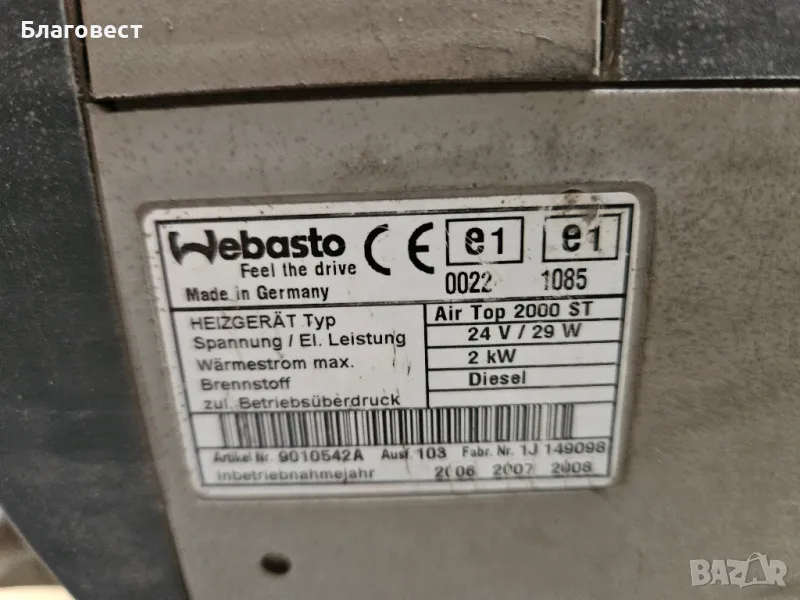 Благовест
Webasto
Feel the drive
CE e1 e1
0022 1085
Made in Germany
HEIZGERÄT Typ Air Top 2000 ST
Spannung / El. Leistung 24 V / 29 W
Wärmestrom max. 2 kW
Brennstoff Diesel
zul. Betriebsüberdruck
Artikel Nr. 9010542A Ausf. 103 Fabr. Nr. 1J 149098
Inbetriebnahmejahr 2006 2007 2008
BAZAR